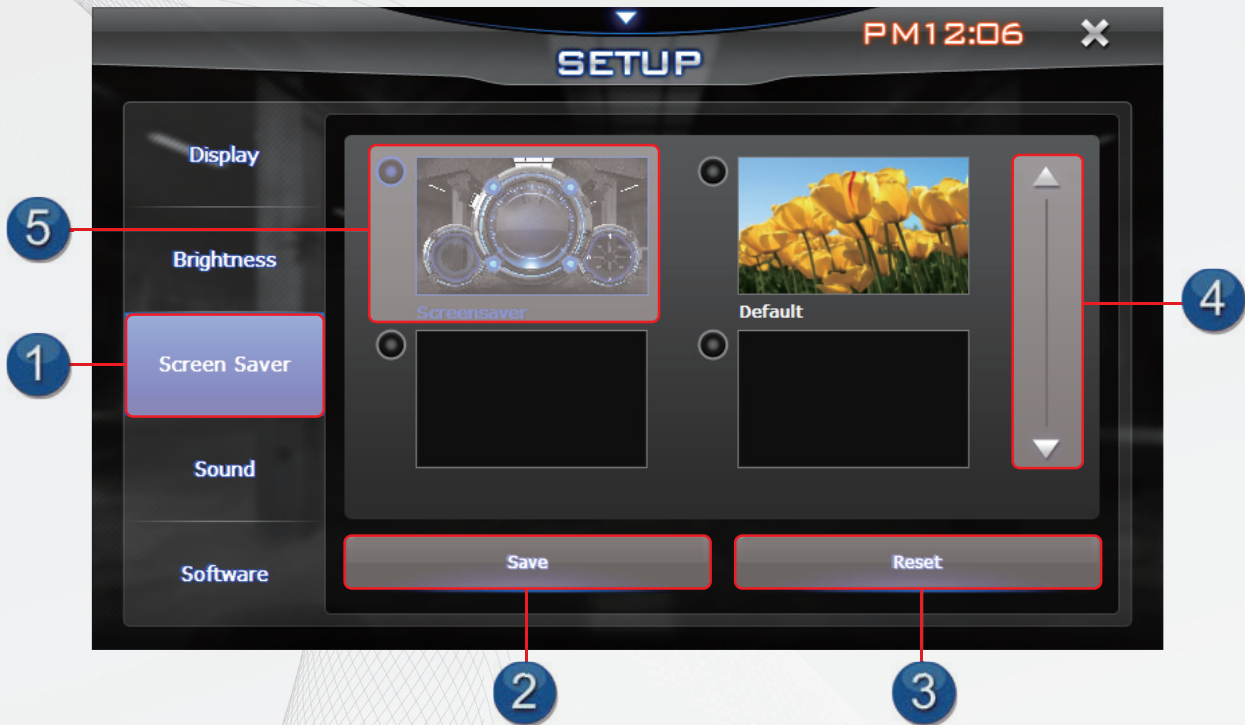 PM12:06
SETUP
Display
5
Brightness
Screensaver
Default
4
1
Screen Saver
Sound
Save
Reset
Software
2
3